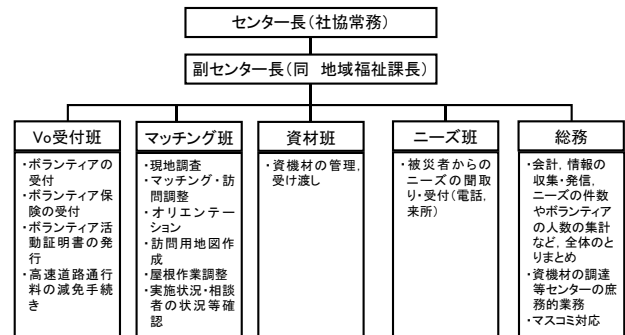 センター長(社協常務)
副センター長(同　地域福祉課長)
Vo受付班
・ボランティアの
受付
・ボランティア保
険の受付
・ボランティア活
動証明書の発
行
・高速道路通行
料の減免手続
き
マッチング班
・現地調査
・マッチング・訪
問調整
・オリエンテー
ション
・訪問用地図作
成
・屋根作業調整
・実施状況・相談
者の状況等確
認
資材班
・資機材の管理,
受け渡し
ニーズ班
・被災者からの
ニーズの聞取
り・受付(電話,
来所)
総務
・会計, 情報の
収集・発信,
ニーズの件数
やボランティア
の人数の集計
など, 全体のと
りまとめ
・資機材の調達
等センターの庶
務的業務
・マスコミ対応